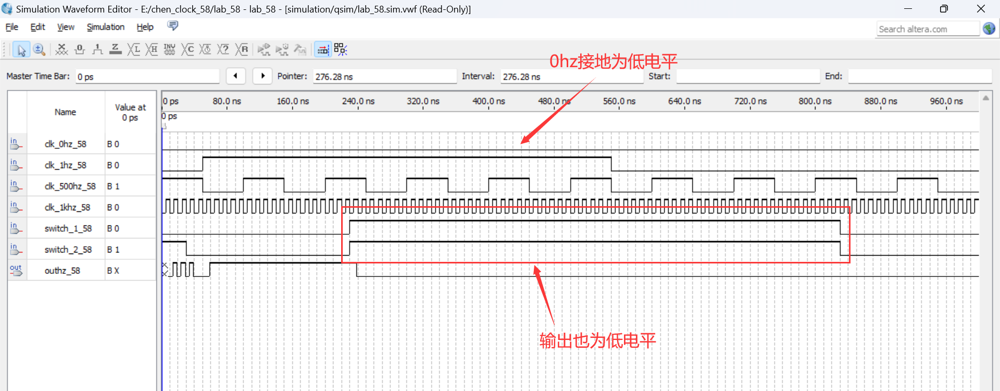 Simulation Waveform Editor - E:/chen_clock_58/lab_58 - lab_58 - [simulation/qsim/lab_58.sim.vwf (Read-Only)]
File Edit View Simulation Help
Search altera.com
0hz接地为低电平
Master Time Bar: 0 ps Pointer: 276.28 ns Interval: 276.28 ns Start: End:
Name
Value at
0 ps
0 ps 80.0 ns 160.0 ns 240.0 ns 320.0 ns 400.0 ns 480.0 ns 560.0 ns 640.0 ns 720.0 ns 800.0 ns 880.0 ns 960.0 ns
0 ps
in clk_0hz_58 B 0
in clk_1hz_58 B 0
in clk_500hz_58 B 1
in clk_1khz_58 B 0
in switch_1_58 B 0
in switch_2_58 B 1
out outhz_58 B X
输出也为低电平